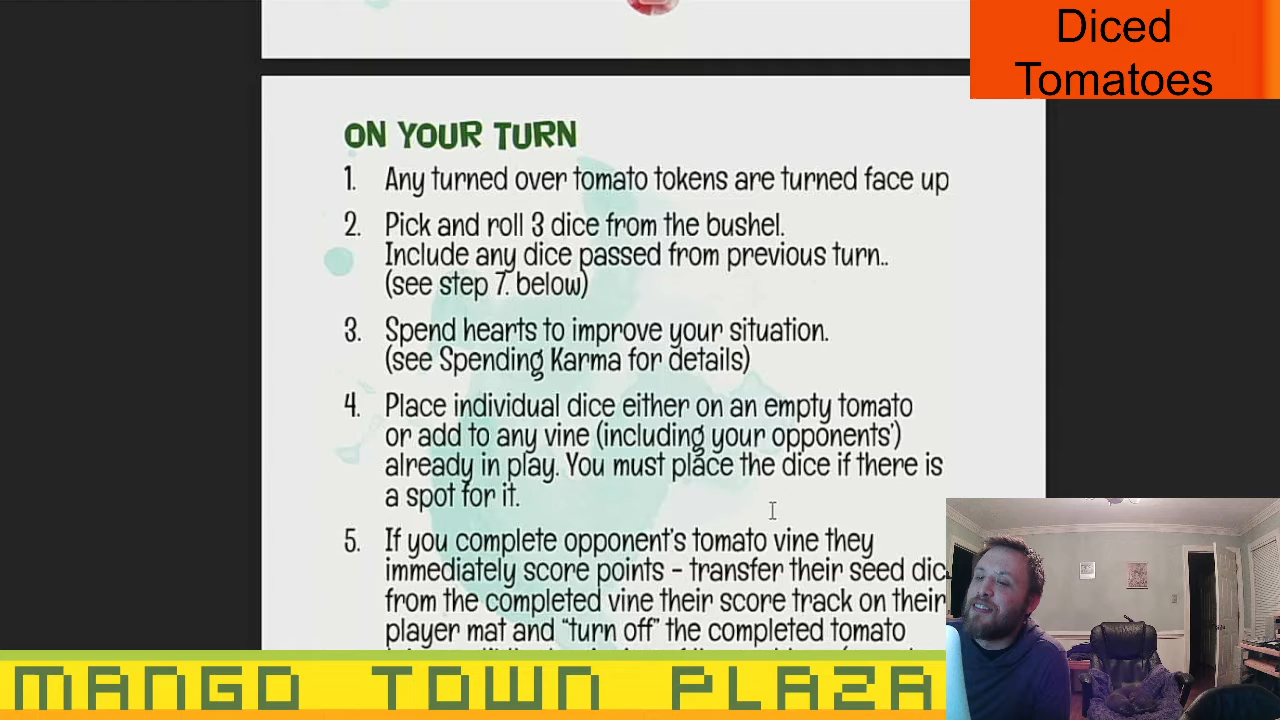 Diced
Tomatoes
ON YOUR TURN
1. Any turned over tomato tokens are turned face up
2. Pick and roll 3 dice from the bushel.
Include any dice passed from previous turn..
(see step 7. below)
3. Spend hearts to improve your situation.
(see Spending Karma for details)
4. Place individual dice either on an empty tomato
or add to any vine (including your opponents')
already in play. You must place the dice if there is
a spot for it.
5. If you complete opponent's tomato vine they
immediately score points - transfer their seed dic
from the completed vine their score track on their
player mat and "turn off" the completed tomato
MANGO TOWN PLAZA